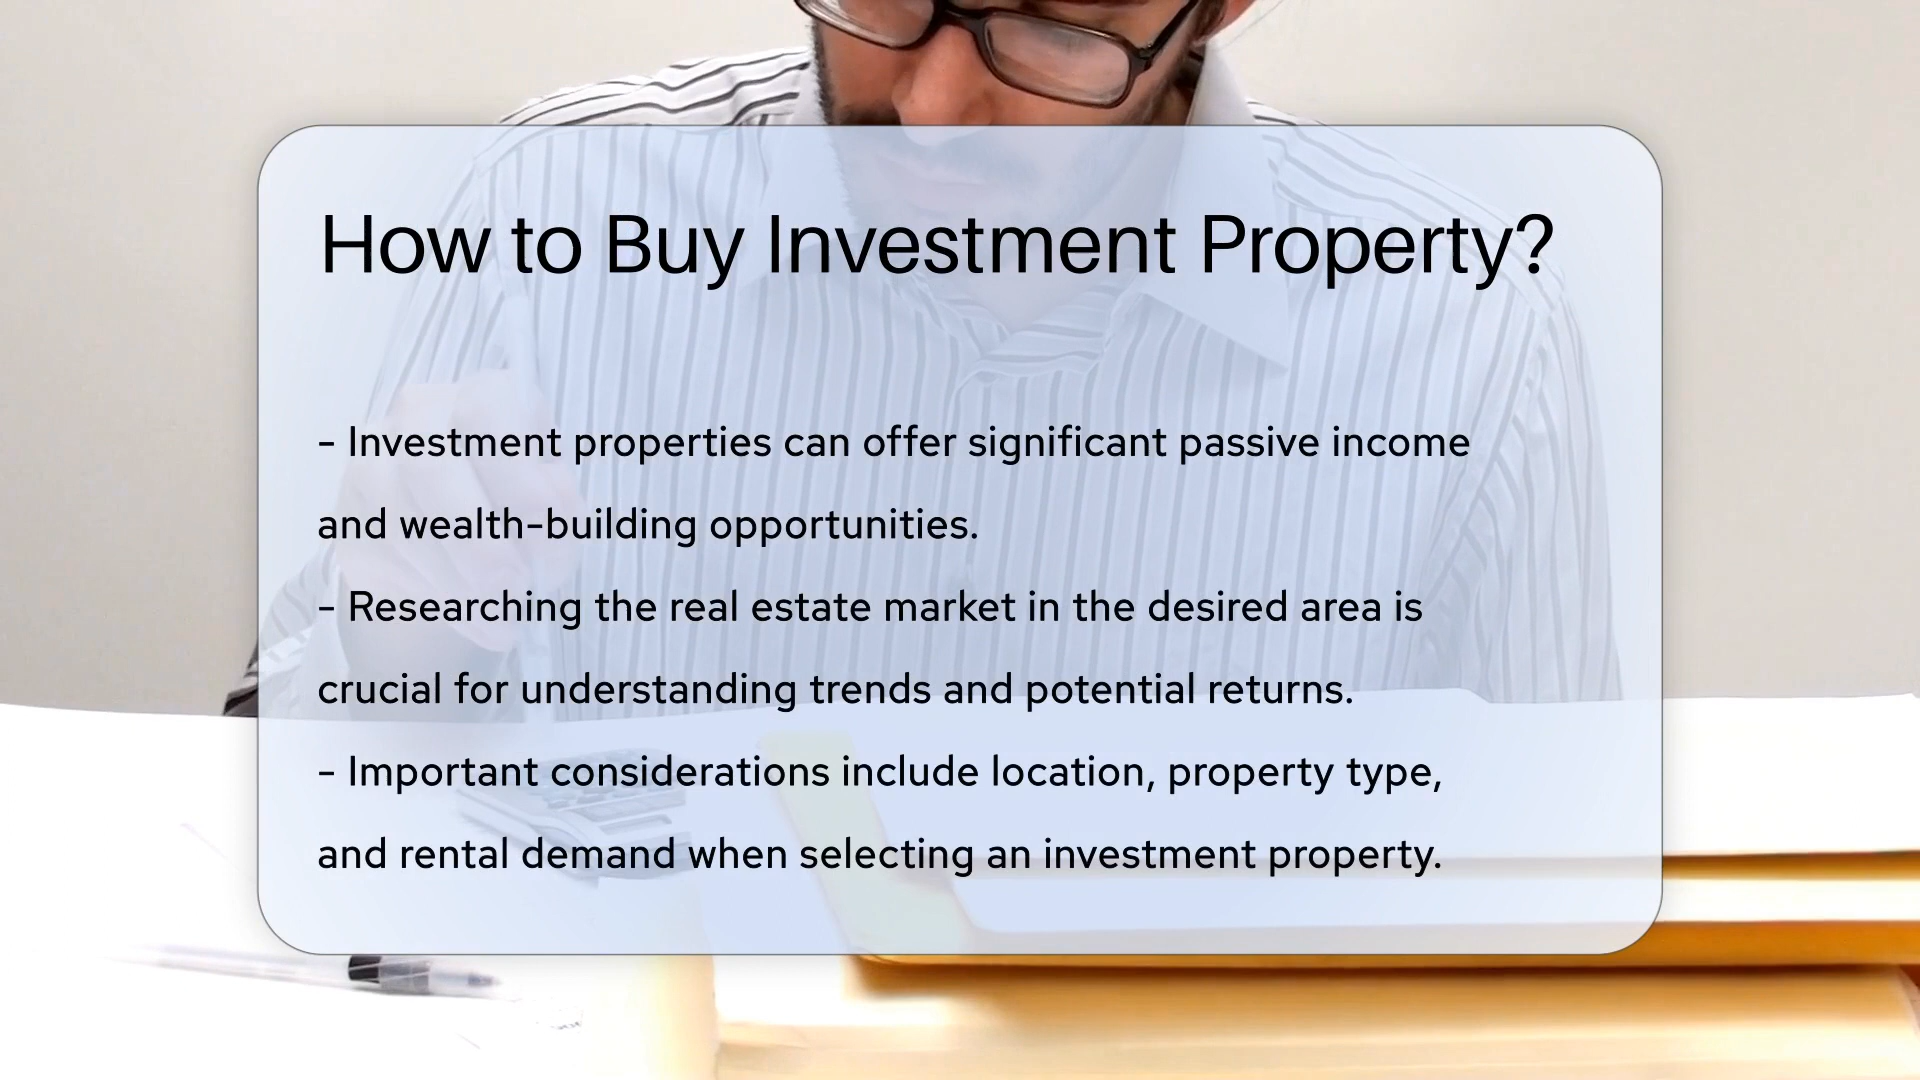 How to Buy Investment Property?
- Investment properties can offer significant passive income
and wealth-building opportunities.
- Researching the real estate market in the desired area is
crucial for understanding trends and potential returns.
- Important considerations include location, property type,
and rental demand when selecting an investment property.